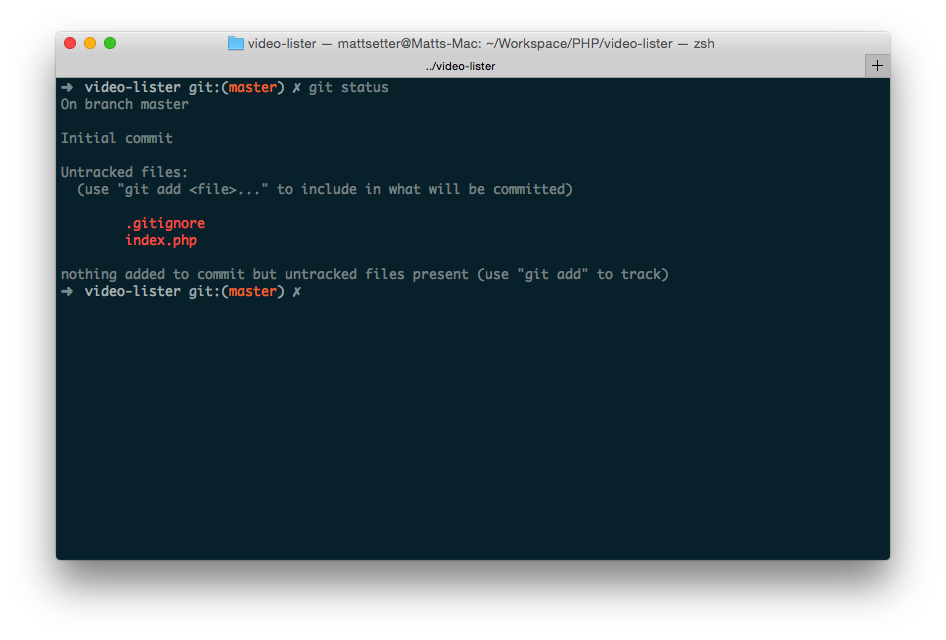 video-lister — mattsetter@Matts-Mac: ~/Workspace/PHP/video-lister — zsh
../video-lister
+
➜ video-lister git:(master) ✗ git status
On branch master
Initial commit
Untracked files:
(use "git add <file>..." to include in what will be committed)
.gitignore
index.php
nothing added to commit but untracked files present (use "git add" to track)
➜ video-lister git:(master) ✗